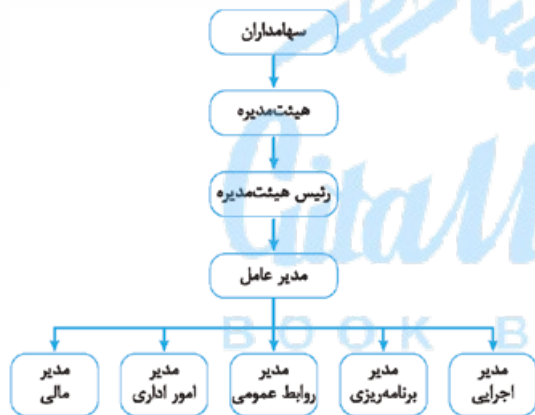 سهامداران
هیئت‌مدیره
رئیس هیئت‌مدیره
مدیر عامل
مدیر
اجرایی
مدیر
برنامه‌ریزی
مدیر
روابط عمومی
مدیر
امور اداری
مدیر
مالی
BOOK B